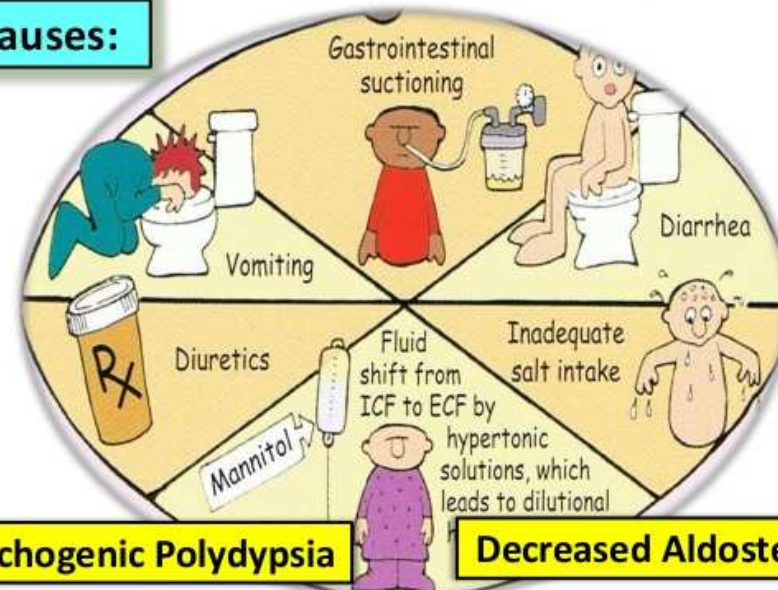 auses:
Gastrointestinal
suctioning
Vomiting
Diarrhea
Rx
Diuretics
Mannitol
Fluid
shift from
ICF to ECF by
hypertonic
solutions, which
leads to dilutional
Inadequate
salt intake
chogenic Polydypsia
Decreased Aldoste